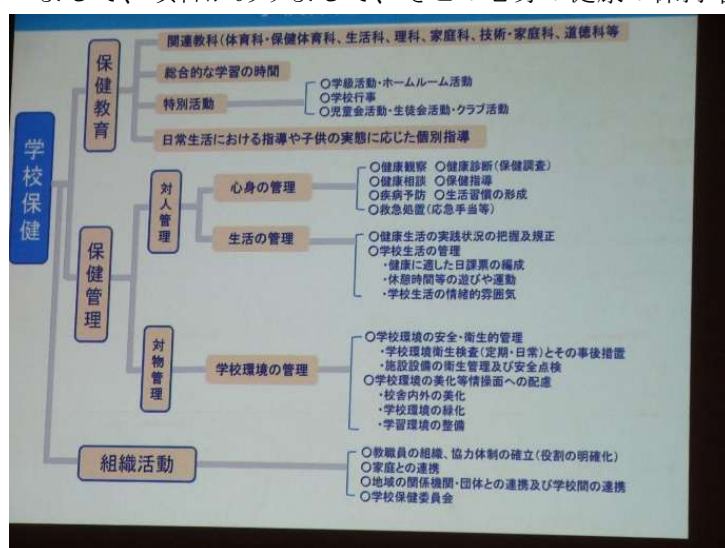 学校保健
保健教育
関連教科(体育科・保健体育科、生活科、理科、家庭科、技術・家庭科、道徳科等
総合的な学習の時間
特別活動
〇学級活動・ホームルーム活動
〇学校行事
〇児童会活動・生徒会活動・クラブ活動
日常生活における指導や子供の実態に応じた個別指導
保健管理
対人管理
心身の管理
〇健康観察 〇健康診断(保健調査)
〇健康相談 〇保健指導
〇疾病予防 〇生活習慣の形成
〇救急処置(応急手当等)
生活の管理
〇健康生活の実践状況の把握及規正
〇学校生活の管理
・健康に適した日課票の編成
・休憩時間等の遊びや運動
・学校生活の情緒的雰囲気
対物管理
学校環境の管理
〇学校環境の安全・衛生的管理
・学校環境衛生検査(定期・日常)とその事後措置
・施設設備の衛生管理及び安全点検
〇学校環境の美化等情操面への配慮
・校舎内外の美化
・学校環境の緑化
・学習環境の整備
組織活動
〇教職員の組織、協力体制の確立(役割の明確化)
〇家庭との連携
〇地域の関係機関・団体との連携及び学校間の連携
〇学校保健委員会